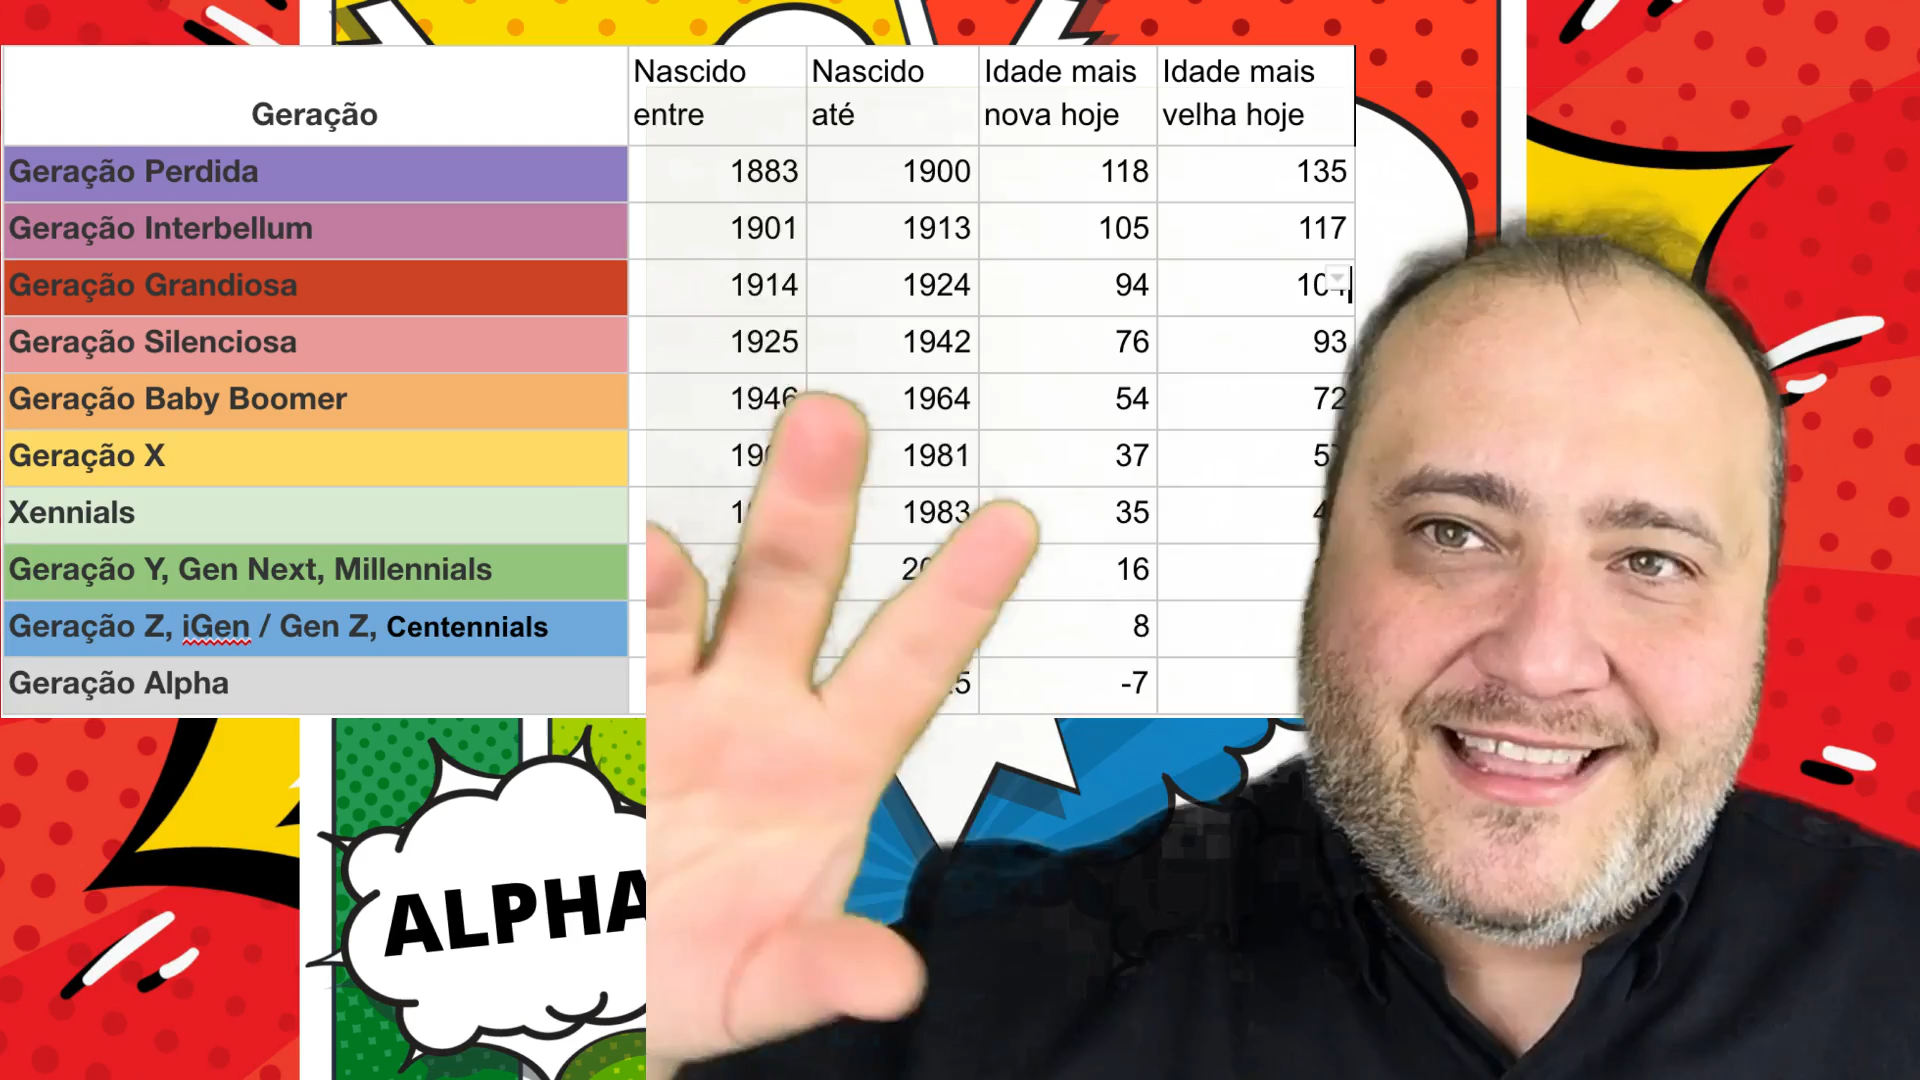 Geração Nascido entre Nascido até Idade mais nova hoje Idade mais velha hoje
Geração Perdida 1883 1900 118 135
Geração Interbellum 1901 1913 105 117
Geração Grandiosa 1914 1924 94
Geração Silenciosa 1925 1942 76 93
Geração Baby Boomer 1946 1964 54 72
Geração X 1981 37
Xennials 1983 35
Geração Y, Gen Next, Millennials 16
Geração Z, iGen / Gen Z, Centennials 8
Geração Alpha -7
ALPHA